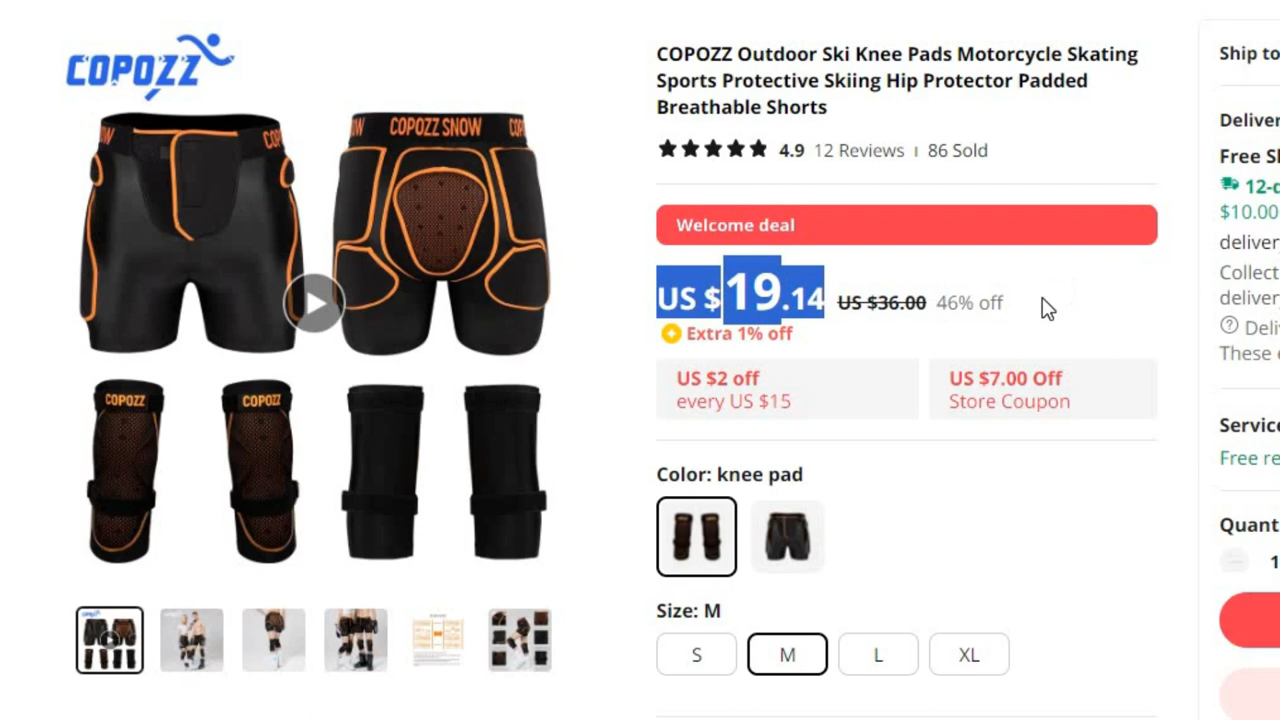 COPOZZ
COPOZZ SNOW
COPOZZ
COPOZZ
COPOZZ Outdoor Ski Knee Pads Motorcycle Skating
Sports Protective Skiing Hip Protector Padded
Breathable Shorts
4.9 12 Reviews 86 Sold
Welcome deal
US $19.14 US $36.00 46% off
Extra 1% off
US $2 off
every US $15
US $7.00 Off
Store Coupon
Color: knee pad
Size: M
S M L XL
Ship to
Deliver
Free S
12-d
$10.00
delivery
Collect
delivery
Deli
These
Service
Free re
Quant
1